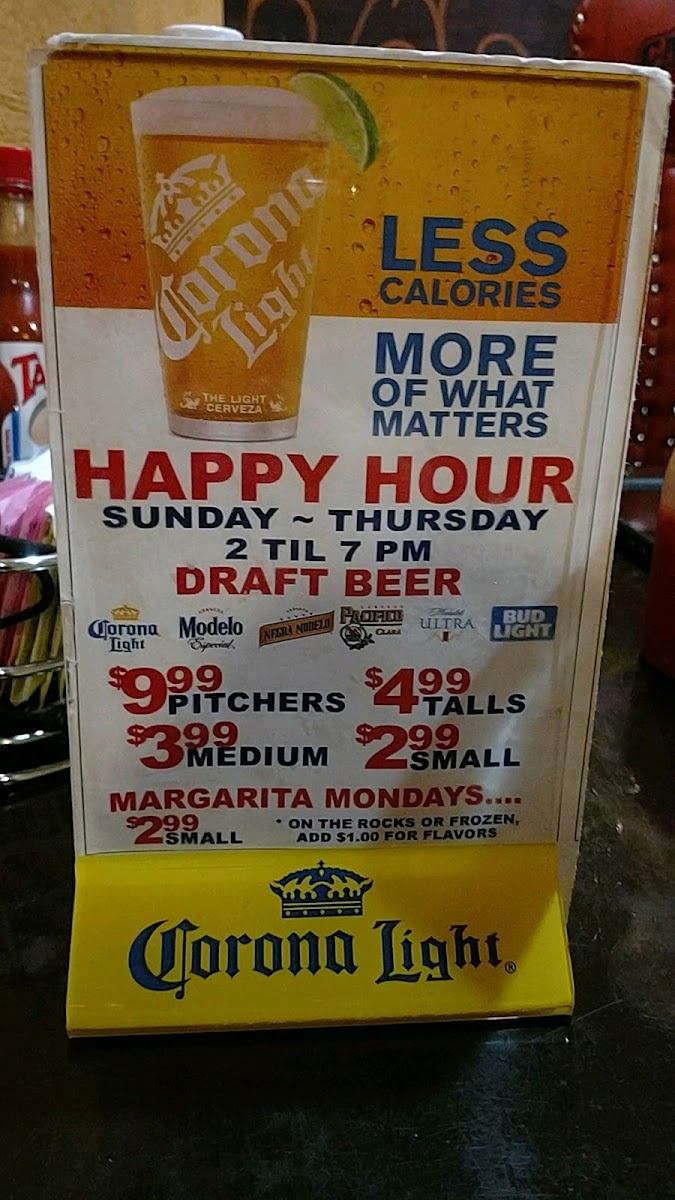 Corona
Light
THE LIGHT
CERVEZA
LESS
CALORIES
MORE
OF WHAT
MATTERS
TA
HAPPY HOUR
SUNDAY ~ THURSDAY
2 TIL 7 PM
DRAFT BEER
Corona Light
Modelo Especial
NEGRA MODELO
PACIFICO CLARA
ULTRA
BUD LIGHT
$9.99 PITCHERS $4.99 TALLS
$3.99 MEDIUM $2.99 SMALL
MARGARITA MONDAYS....
$2.99 SMALL
* ON THE ROCKS OR FROZEN,
ADD $1.00 FOR FLAVORS
Corona Light®